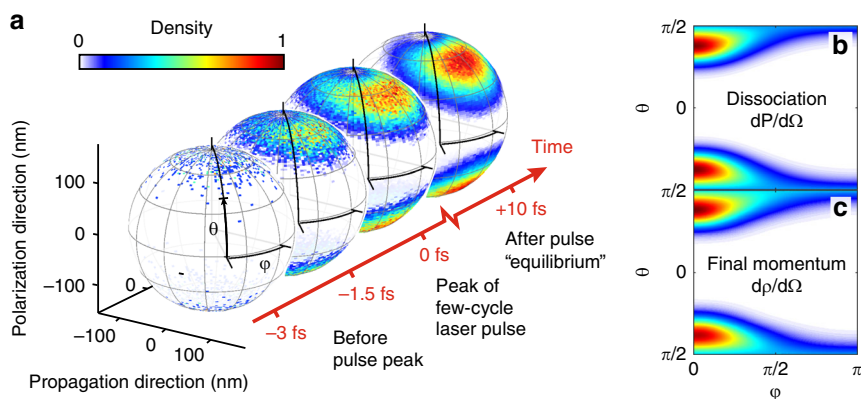 a
Density
0
1
Polarization direction (nm)
100
0
−100
0
−100
0
100
Propagation direction (nm)
θ
φ
−3 fs
−1.5 fs
0 fs
+10 fs
Time
Before
pulse peak
Peak of
few-cycle
laser pulse
After pulse
“equilibrium”
b
π/2
θ
0
Dissociation
dP/dΩ
π/2
c
θ
0
Final momentum
dρ/dΩ
π/2
0
π/2
π
φ